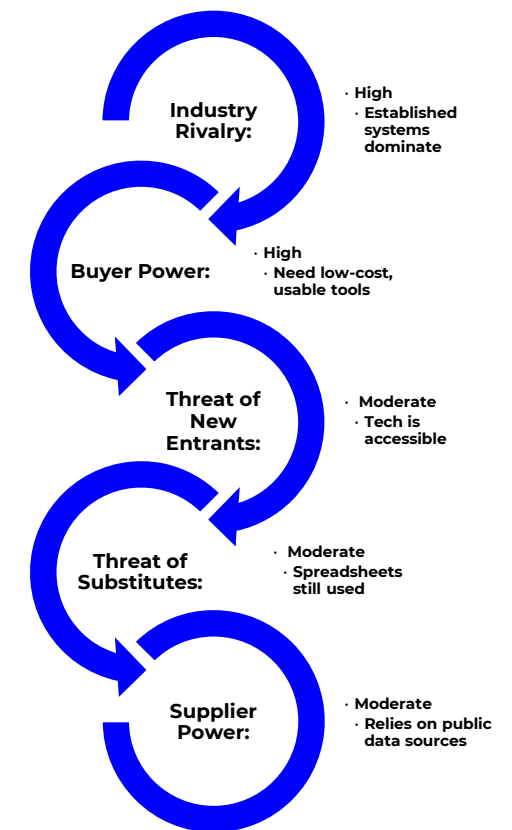 Industry
Rivalry:
· High
· Established
systems
dominate
Buyer Power:
· High
· Need low-cost,
usable tools
Threat of
New
Entrants:
· Moderate
· Tech is
accessible
Threat of
Substitutes:
· Moderate
· Spreadsheets
still used
Supplier
Power:
· Moderate
· Relies on public
data sources